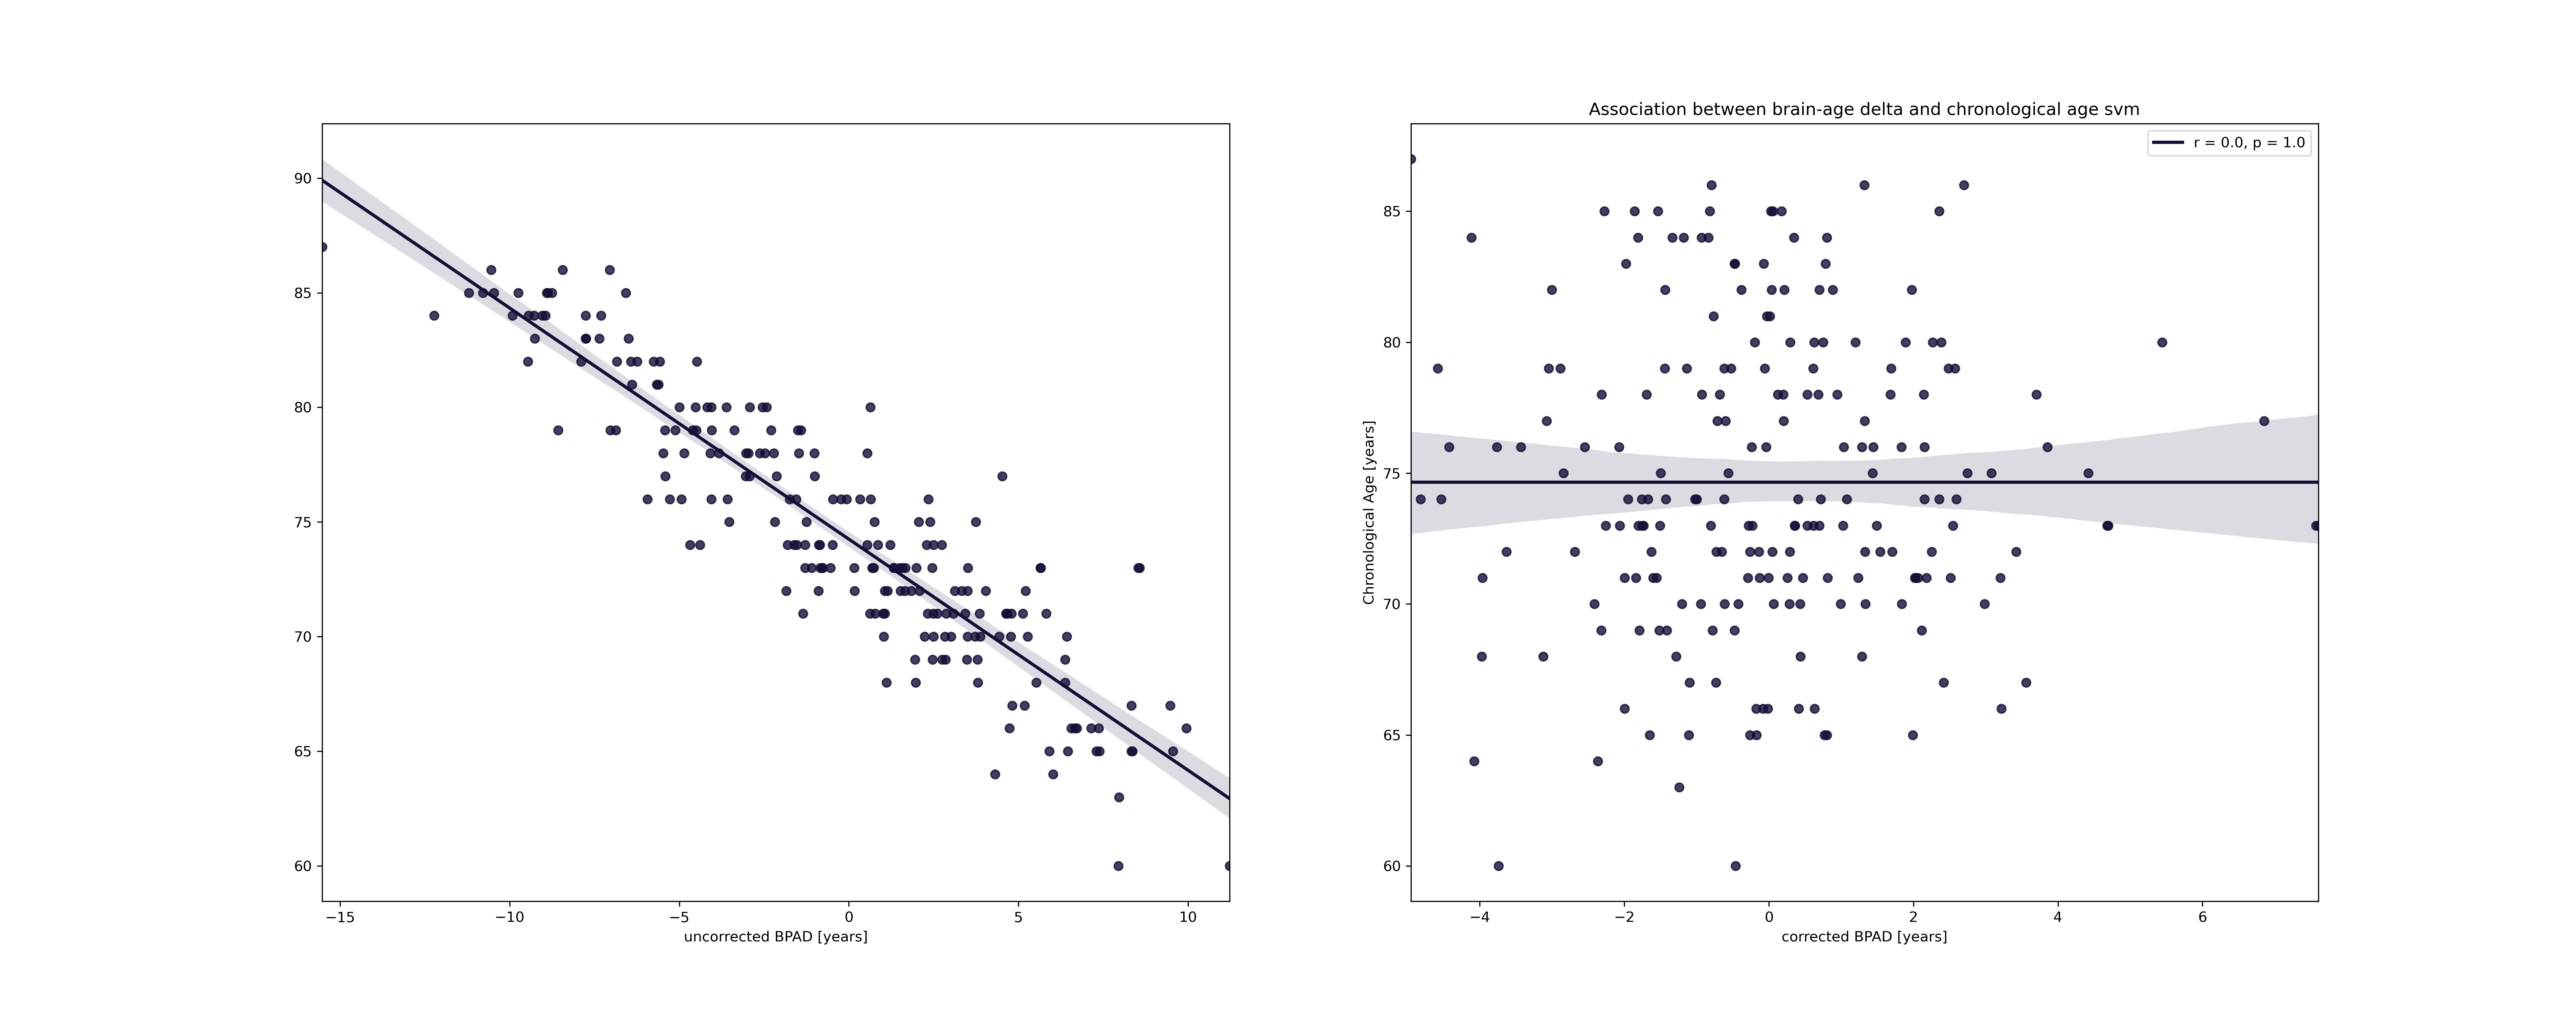 90
85
80
75
70
65
60
−15 −10 −5 0 5 10
uncorrected BPAD [years]
Association between brain-age delta and chronological age svm
r = 0.0, p = 1.0
Chronological Age [years]
85
80
75
70
65
60
−4 −2 0 2 4 6
corrected BPAD [years]